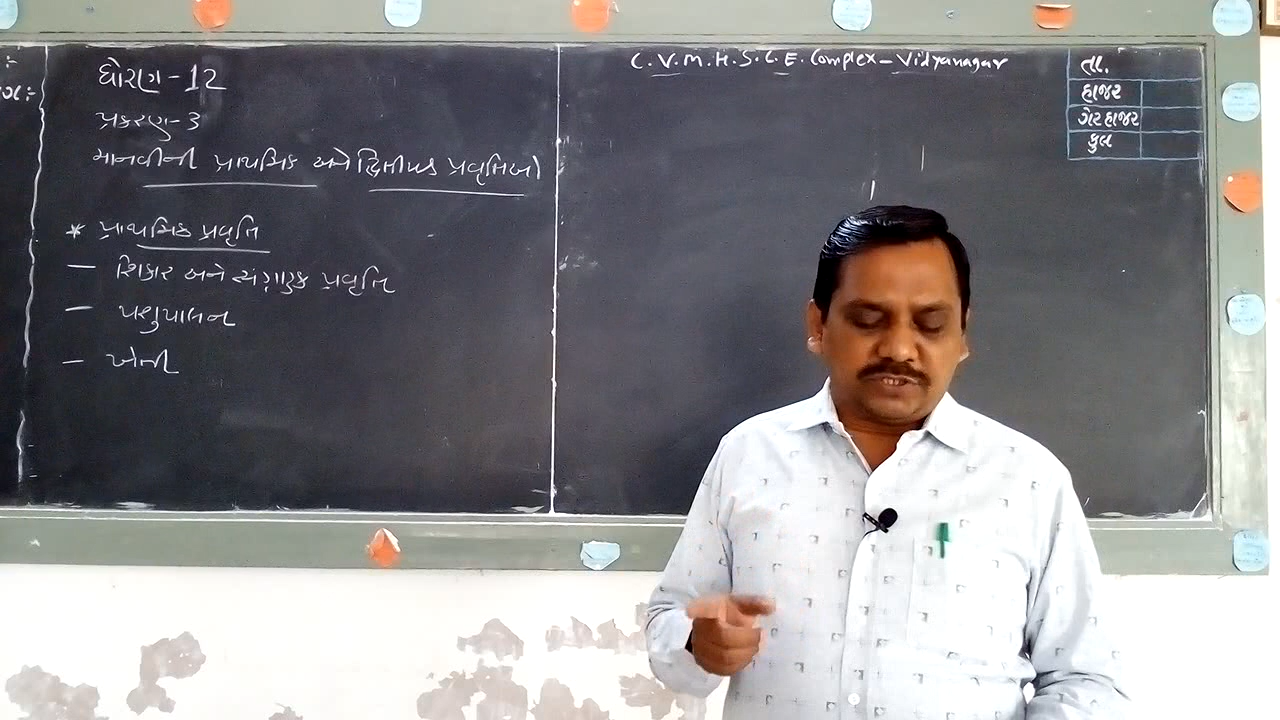 ધોરણ-12
પ્રકરણ-3
માનવીની પ્રાથમિક અને દ્વિતીયક પ્રવૃતિઓ
* પ્રાથમિક પ્રવૃતિ
— શિકાર અને સંગ્રાહક પ્રવૃતિ
— પશુપાલન
— ખેતી
C.V.M.H.S.C.E. Complex - Vidyanagar
તા.
હાજર
ગેરહાજર
કુલ